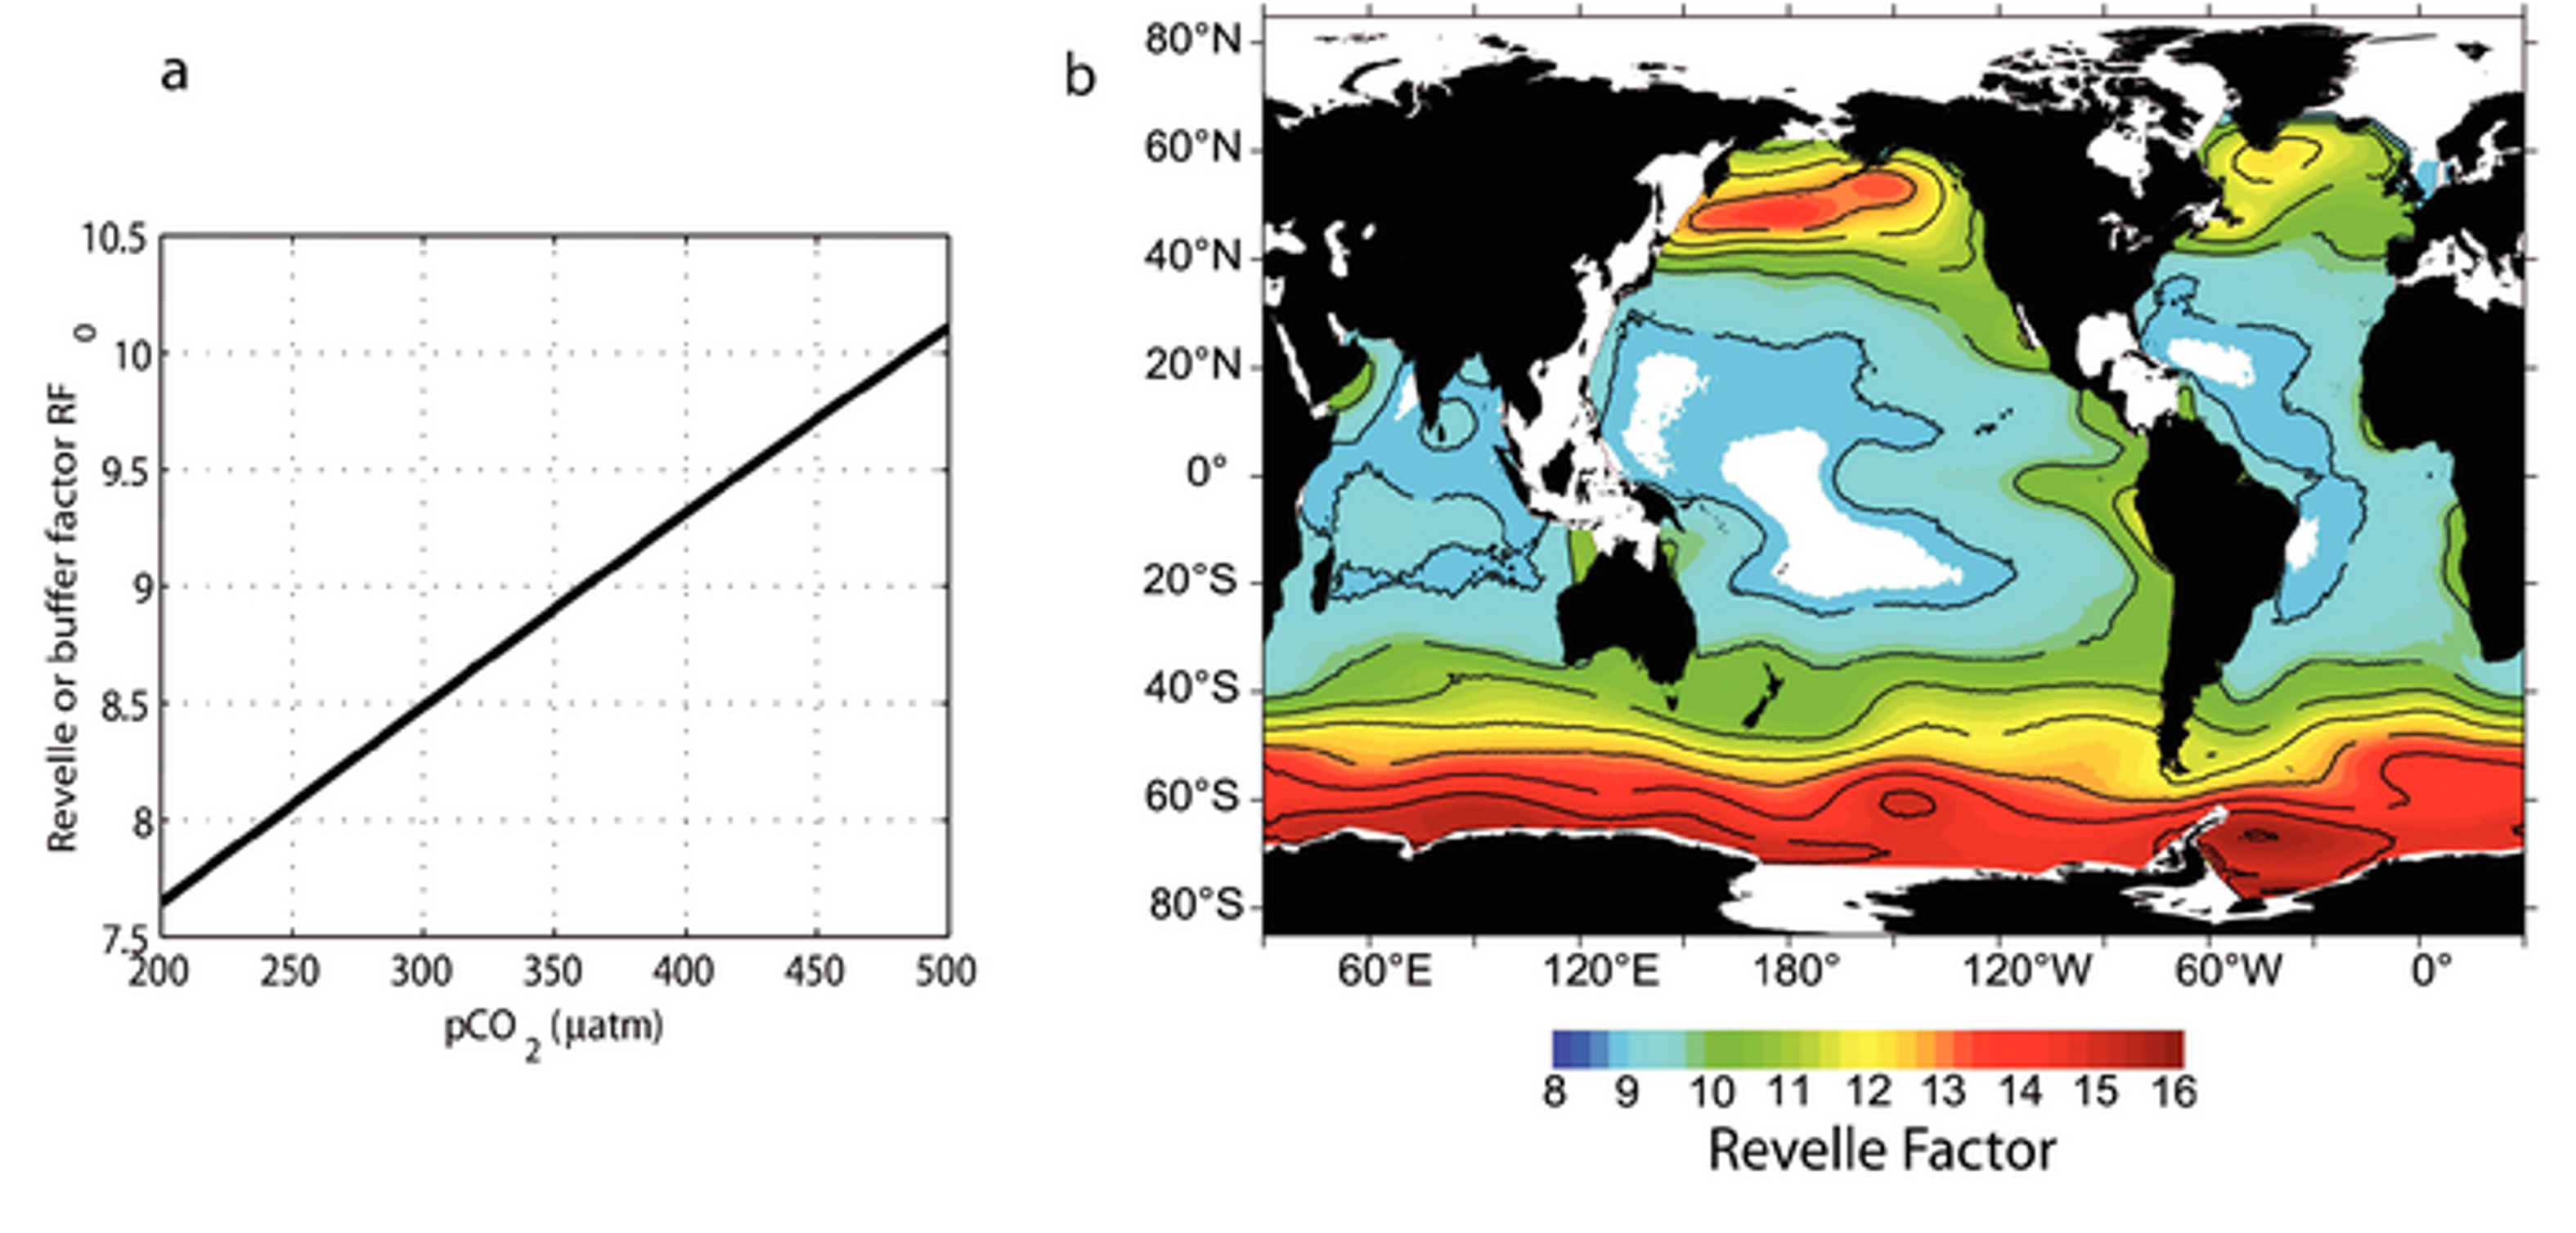 a
10.5
10
9.5
9
8.5
8
7.5
Revelle or buffer factor RF 0
200 250 300 350 400 450 500
pCO 2 (µatm)
b
80°N
60°N
40°N
20°N
0°
20°S
40°S
60°S
80°S
60°E 120°E 180° 120°W 60°W 0°
8 9 10 11 12 13 14 15 16
Revelle Factor